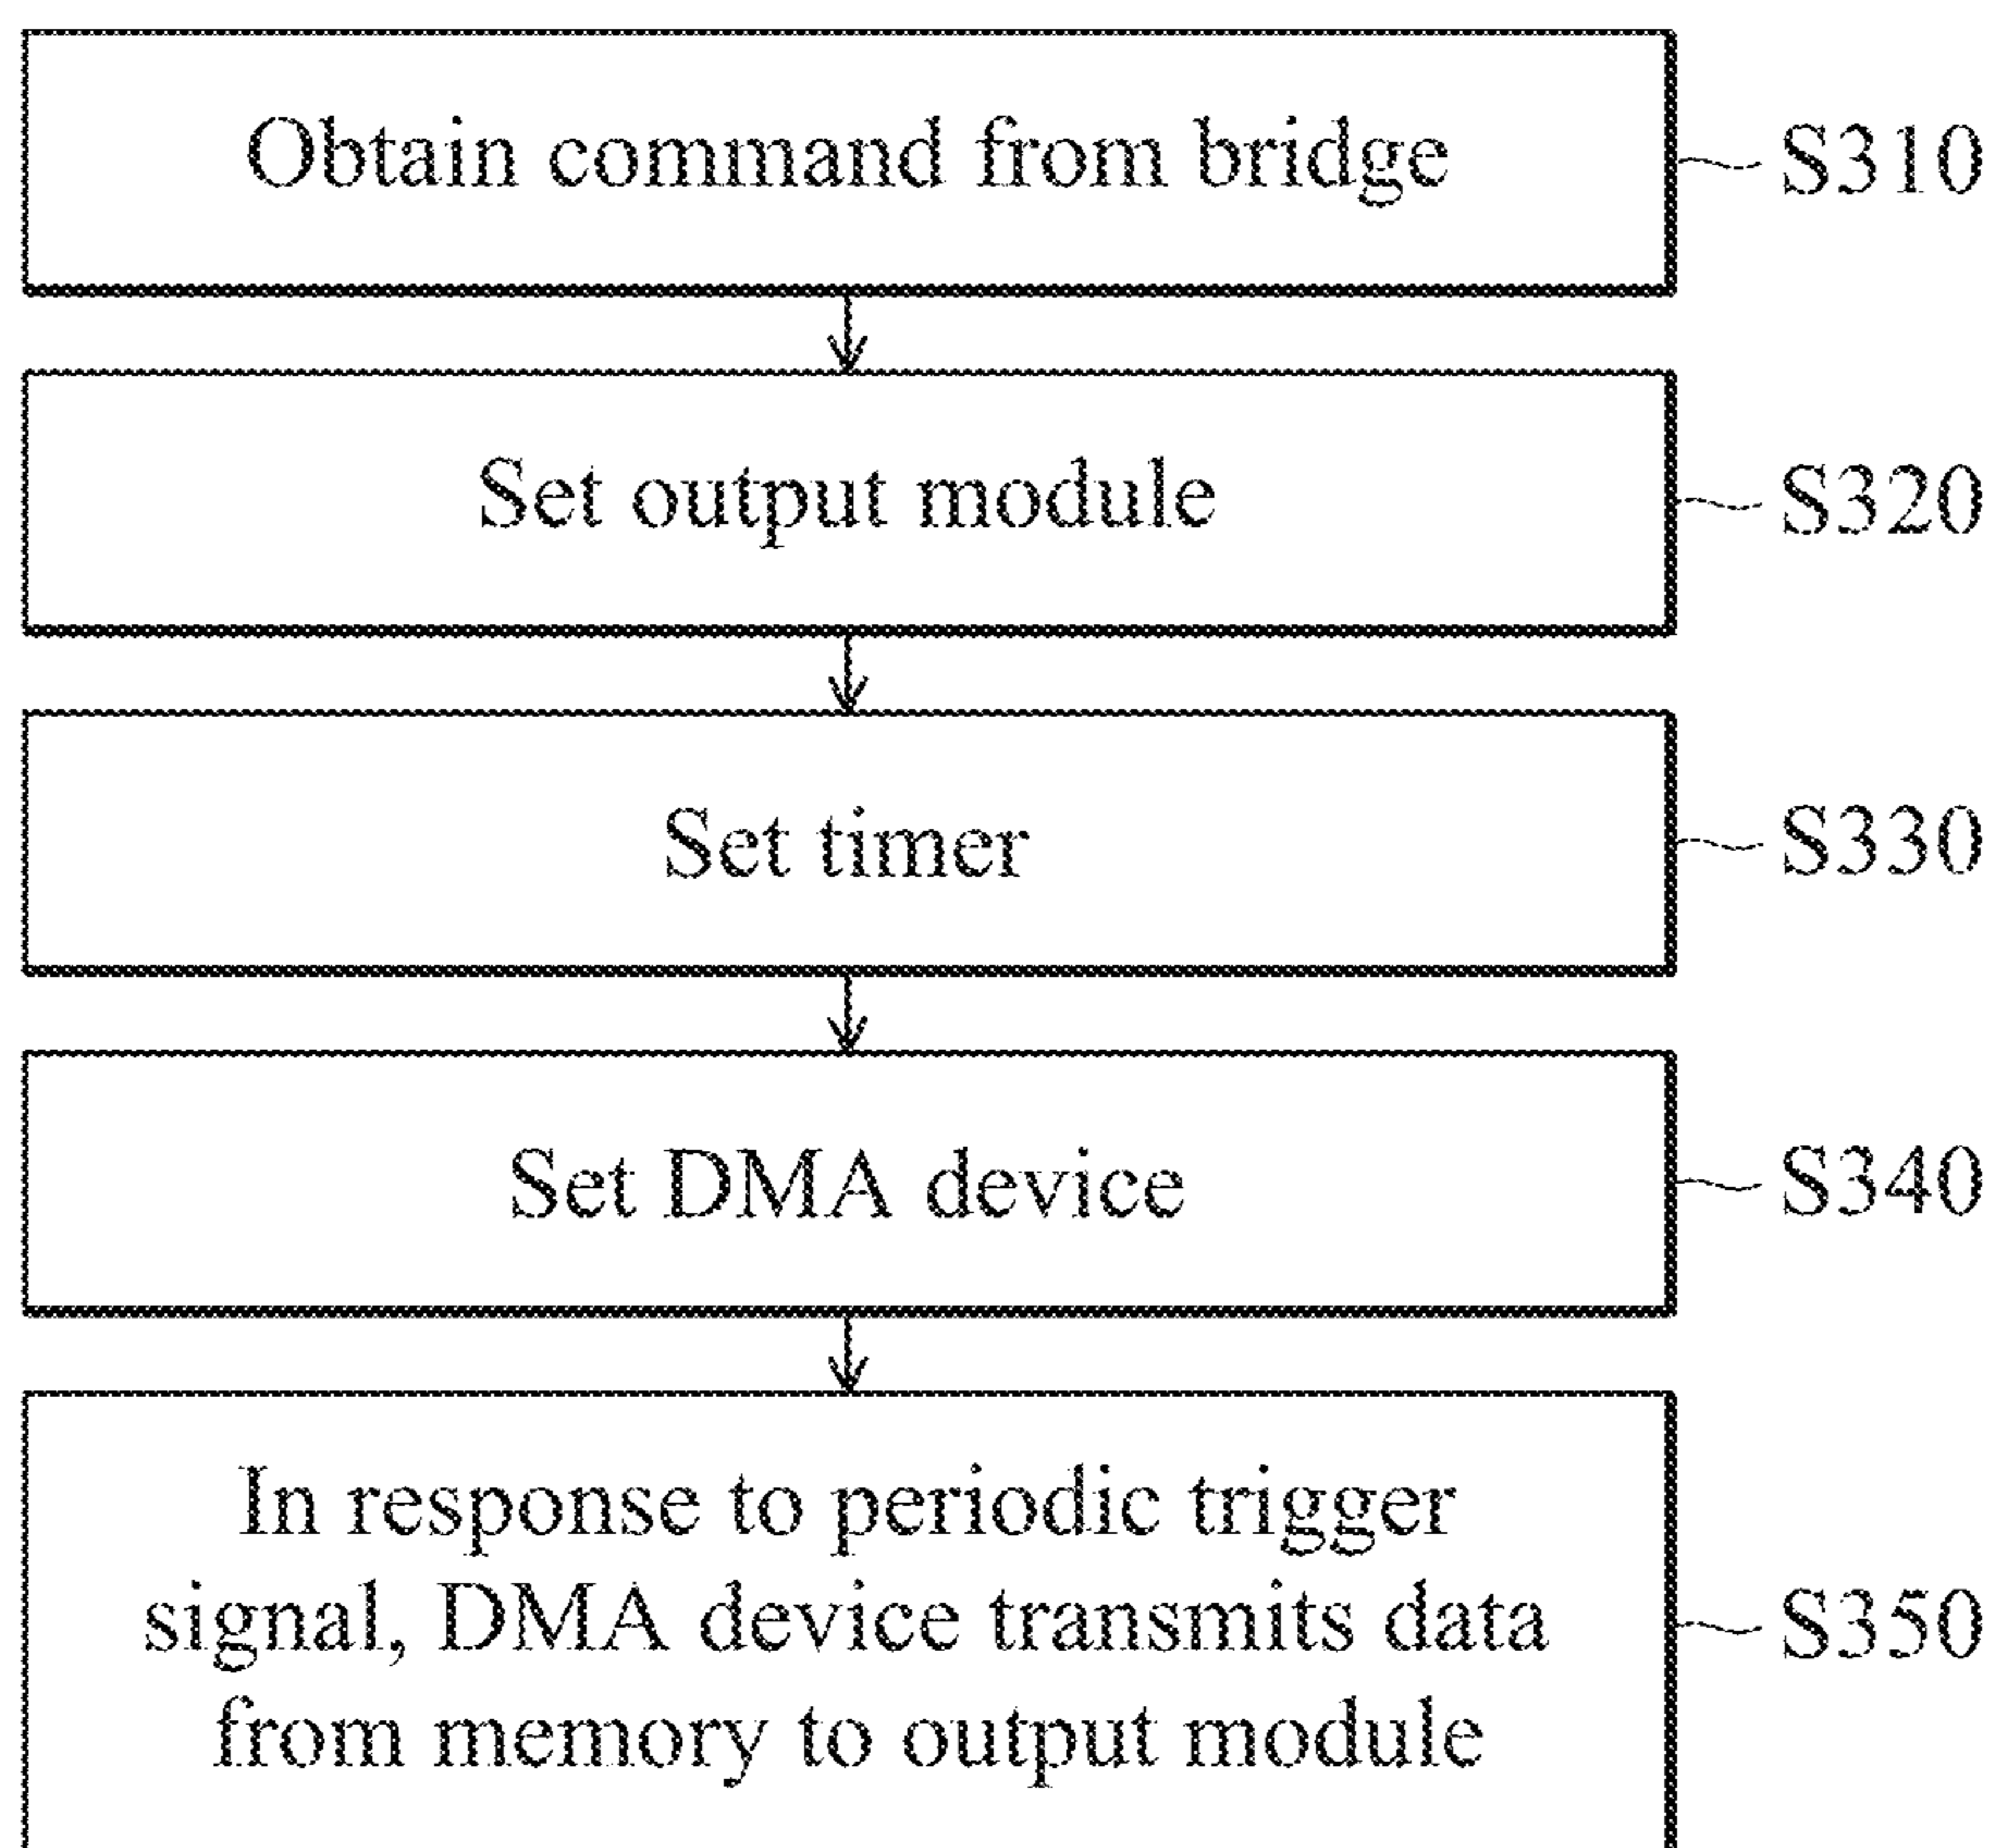 Obtain command from bridge
S310
Set output module
S320
Set timer
S330
Set DMA device
S340
In response to periodic trigger
signal, DMA device transmits data
from memory to output module
S350